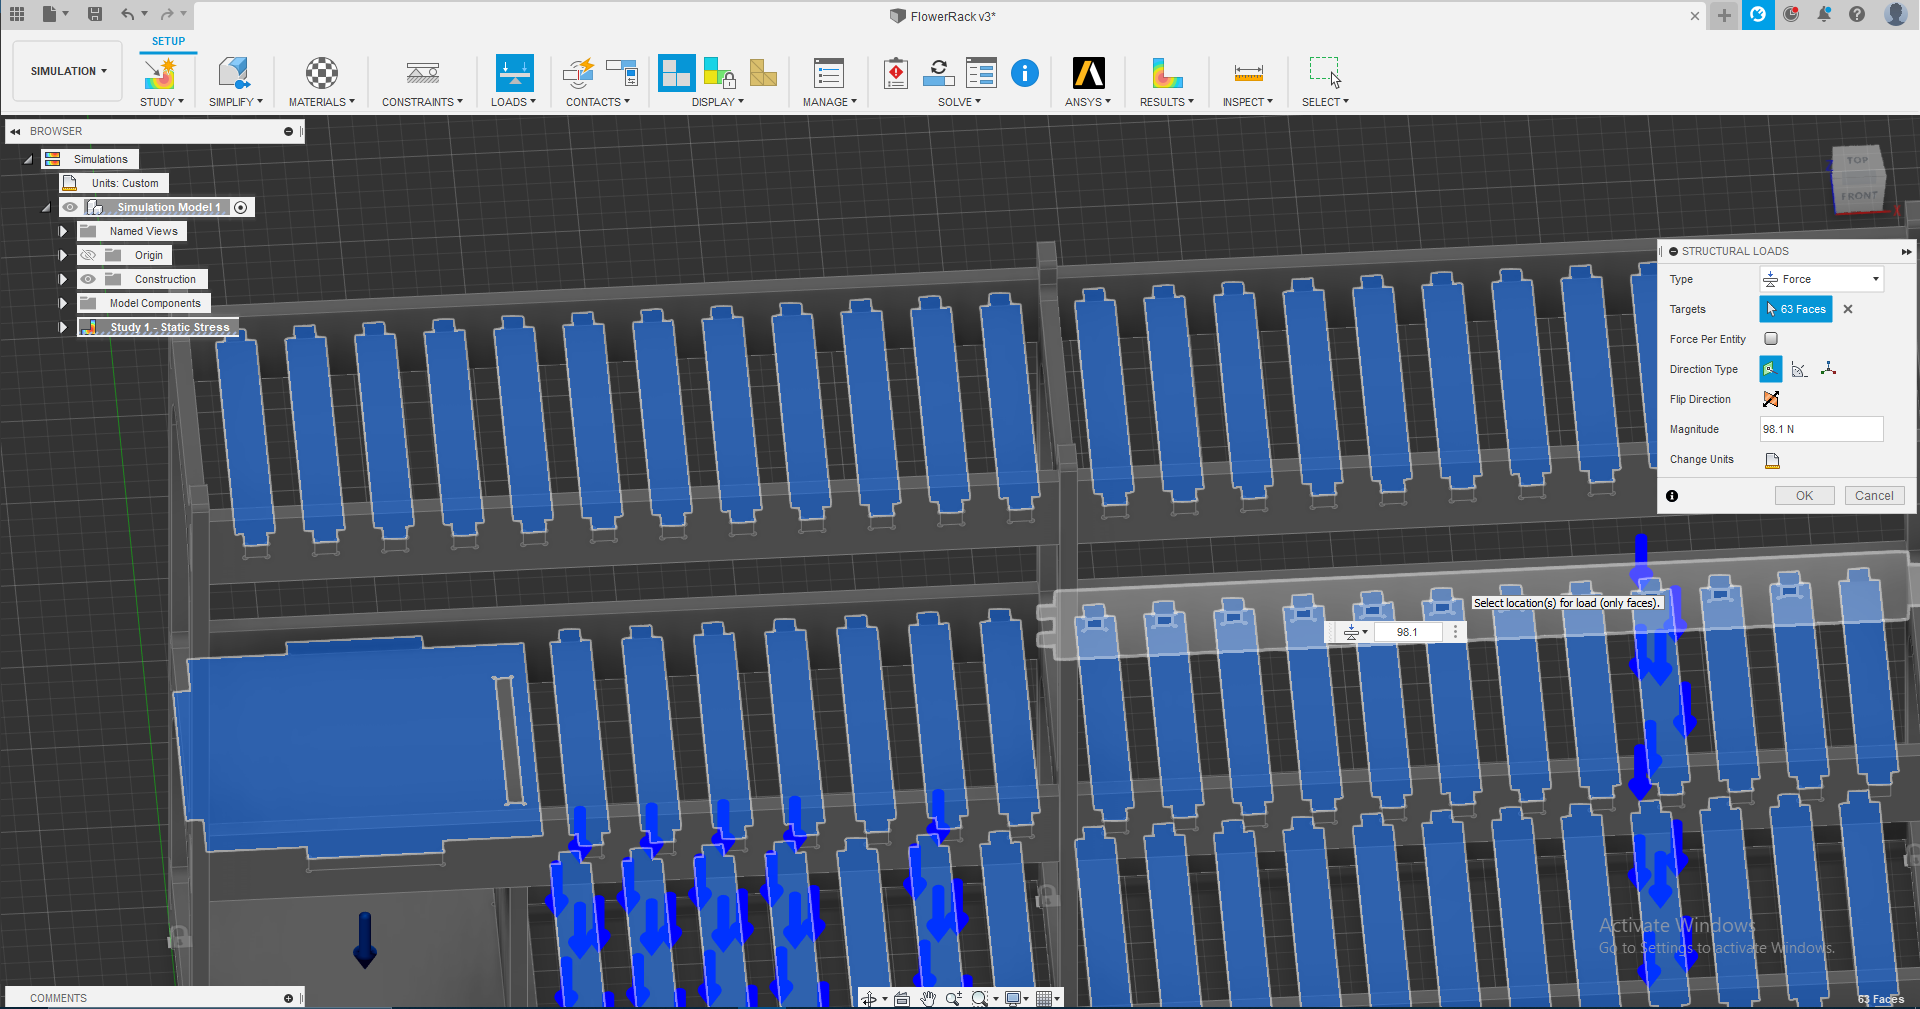 FlowerRack v3*
SETUP
SIMULATION
STUDY SIMPLIFY MATERIALS CONSTRAINTS LOADS CONTACTS DISPLAY MANAGE SOLVE ANSYS RESULTS INSPECT SELECT
BROWSER
Simulations
Units: Custom
Simulation Model 1
Named Views
Origin
Construction
Model Components
Study 1 - Static Stress
TOP
FRONT
Z
X
STRUCTURAL LOADS
Type Force
Targets 63 Faces
Force Per Entity
Direction Type
Flip Direction
Magnitude 98.1 N
Change Units
OK Cancel
Select location(s) for load (only faces).
98.1
Activate Windows
Go to Settings to activate Windows.
COMMENTS
63 Faces